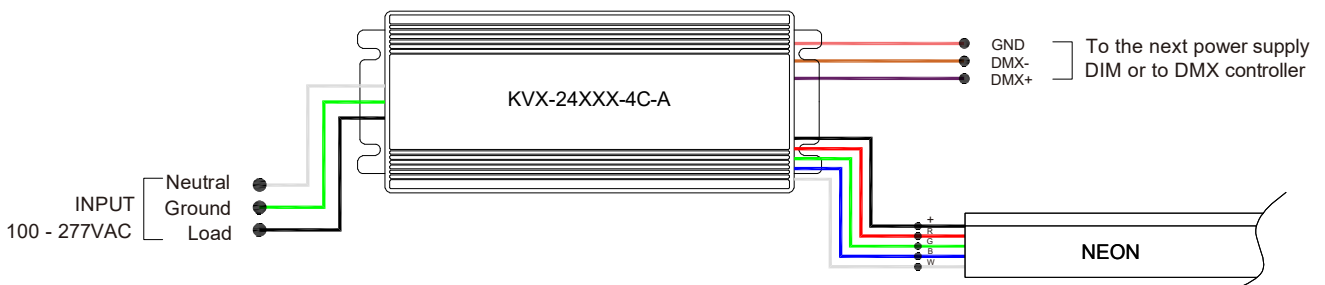 GND
DMX-
DMX+
To the next power supply
DIM or to DMX controller
KVX-24XXX-4C-A
INPUT
100 - 277VAC
Neutral
Ground
Load
+
R
G
B
W
NEON